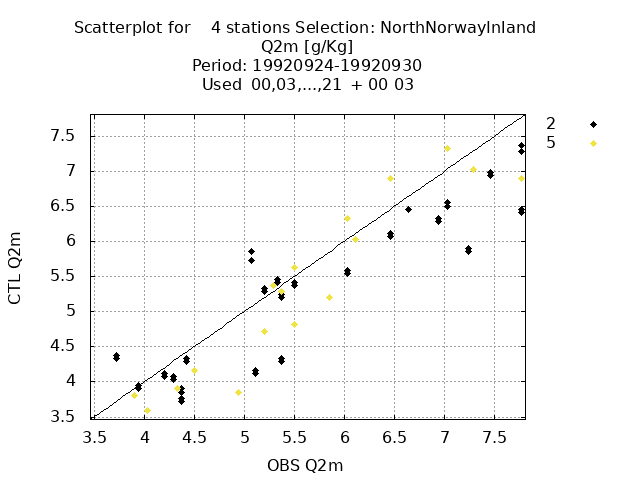 Scatterplot for    4 stations Selection: NorthNorwayInland
Q2m [g/Kg]
Period: 19920924-19920930
Used  00,03,...,21  + 00 03
2
5
7.5
7
6.5
6
5.5
5
4.5
4
3.5
CTL Q2m
3.5 4 4.5 5 5.5 6 6.5 7 7.5
OBS Q2m